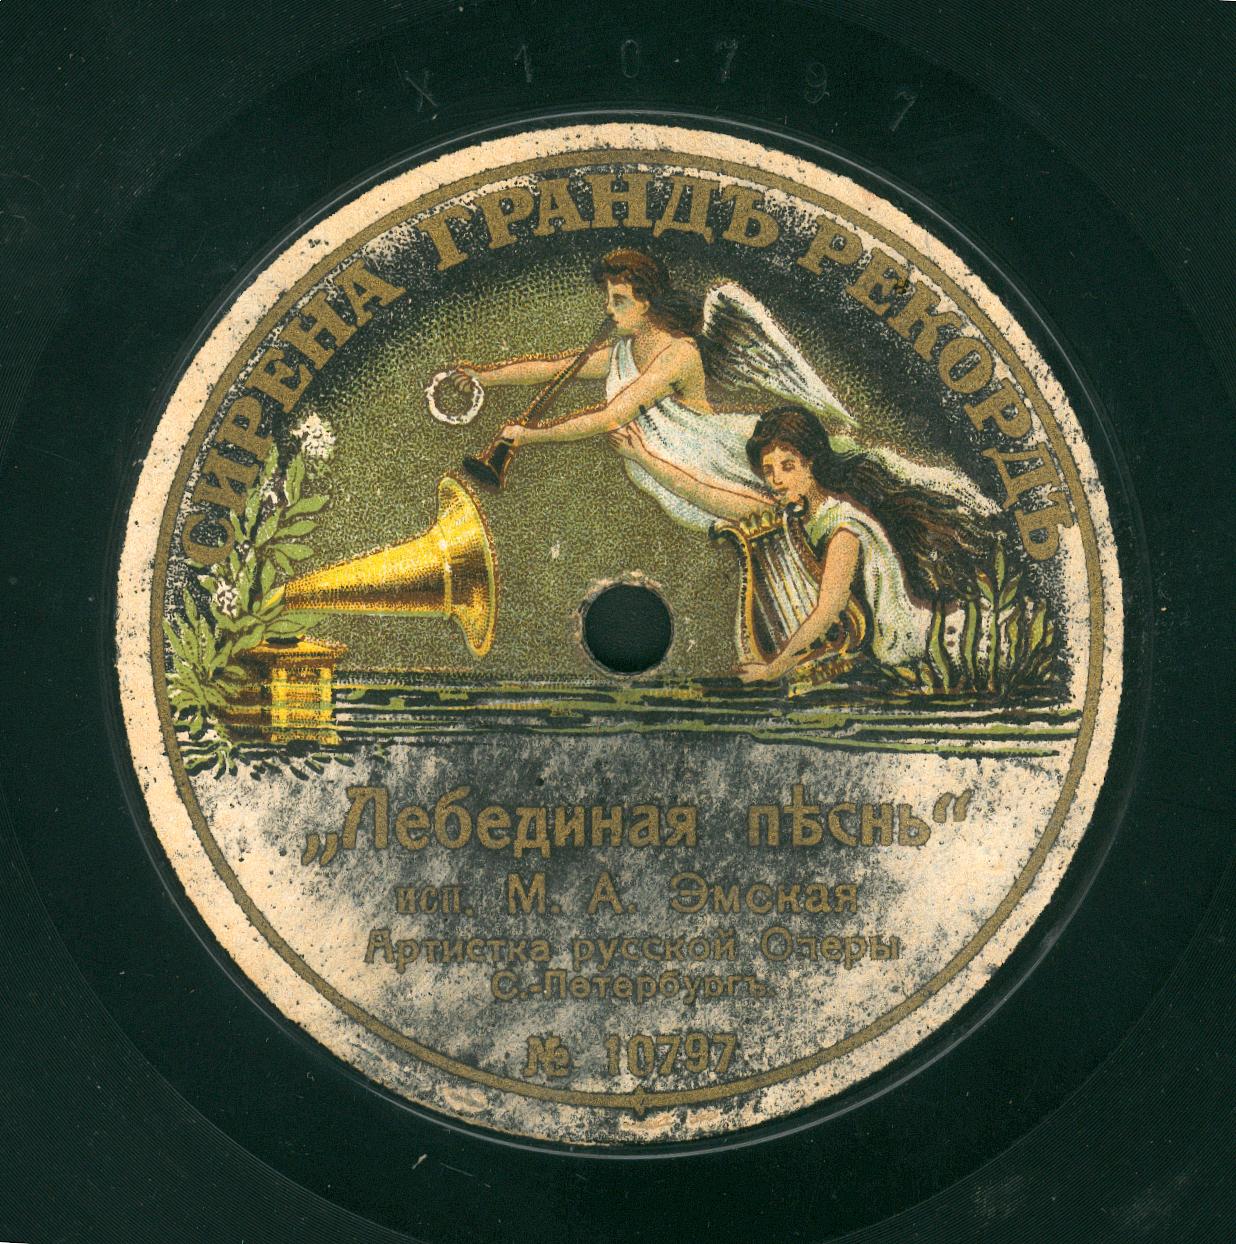 X 10797
СИРЕНА ГРАНДЪ РЕКОРДЪ
„Лебединая пѣснь“
исп. М. А. Эмская
Артистка русской Оперы
С.-Петербургъ.
№ 10797